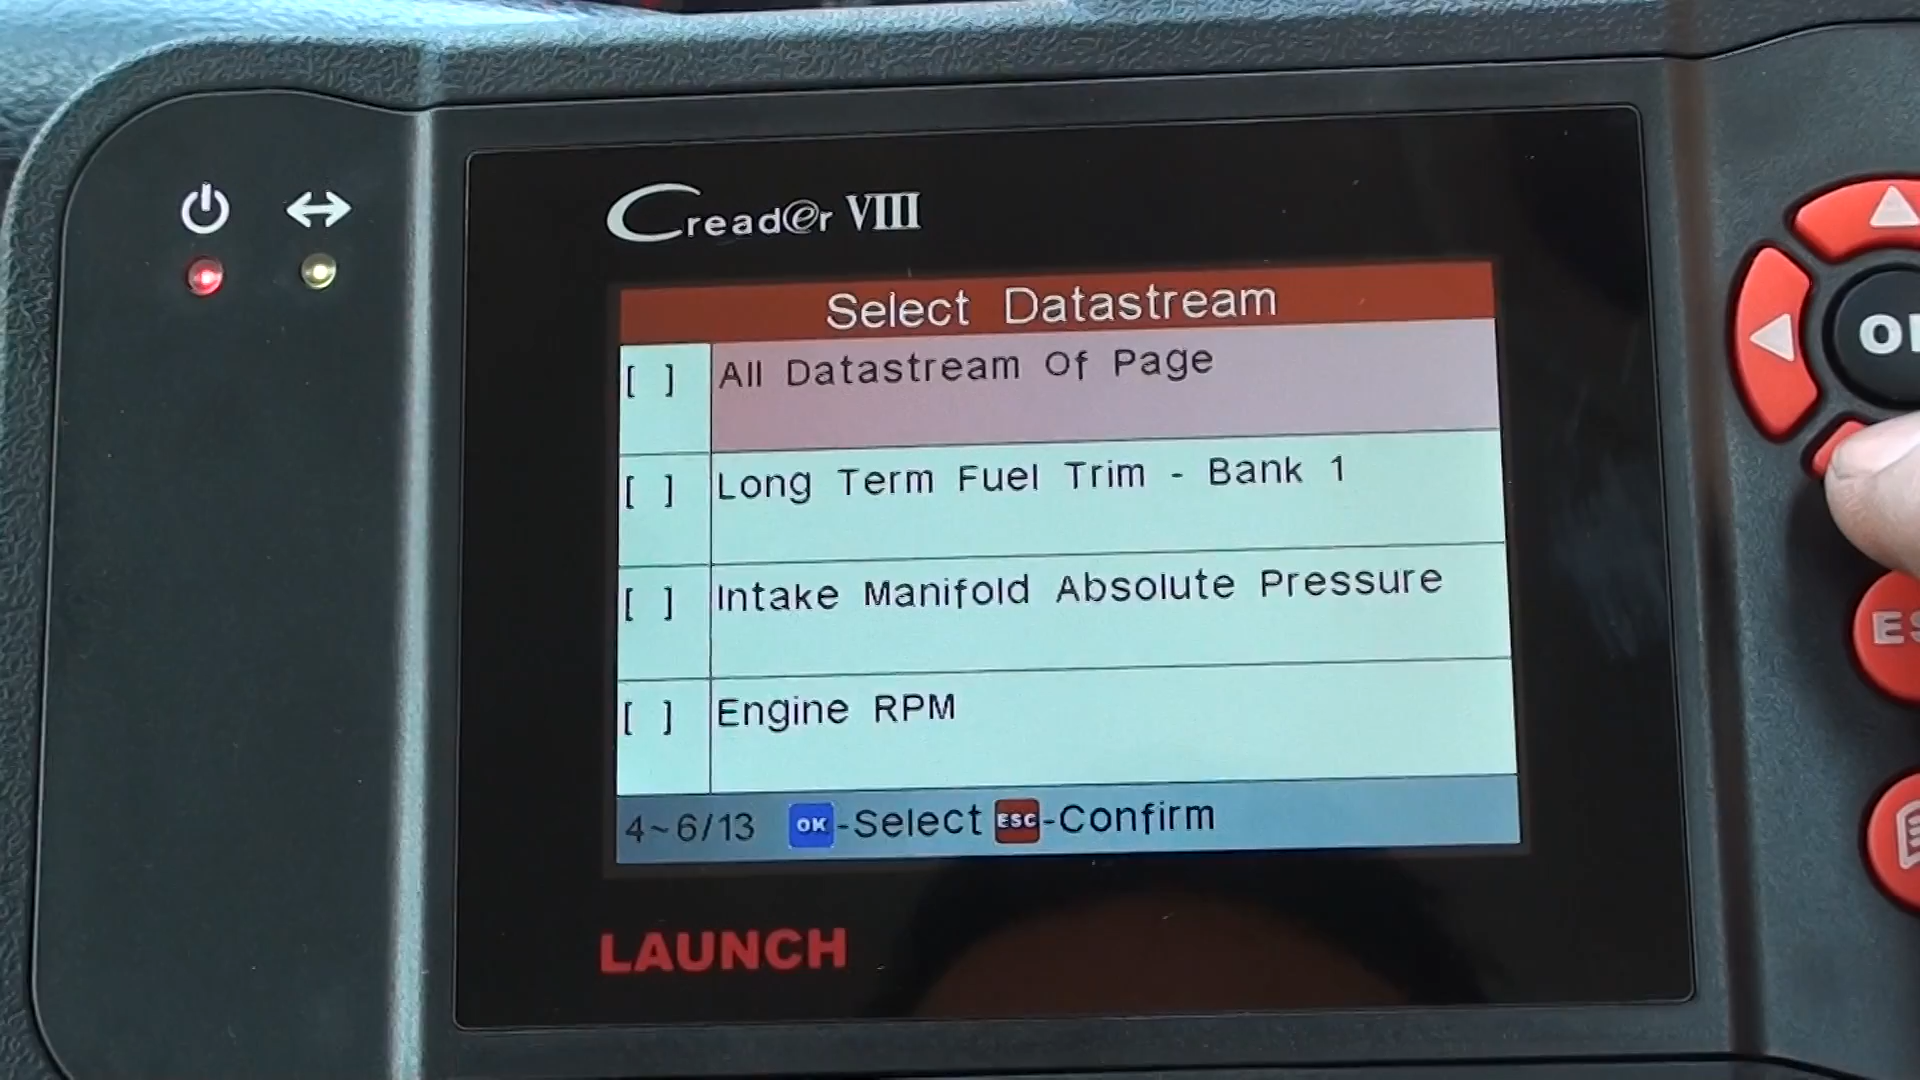 Creader VIII
Select Datastream
[ ] All Datastream Of Page
[ ] Long Term Fuel Trim - Bank 1
[ ] Intake Manifold Absolute Pressure
[ ] Engine RPM
4~6/13 OK-Select ESC-Confirm
LAUNCH